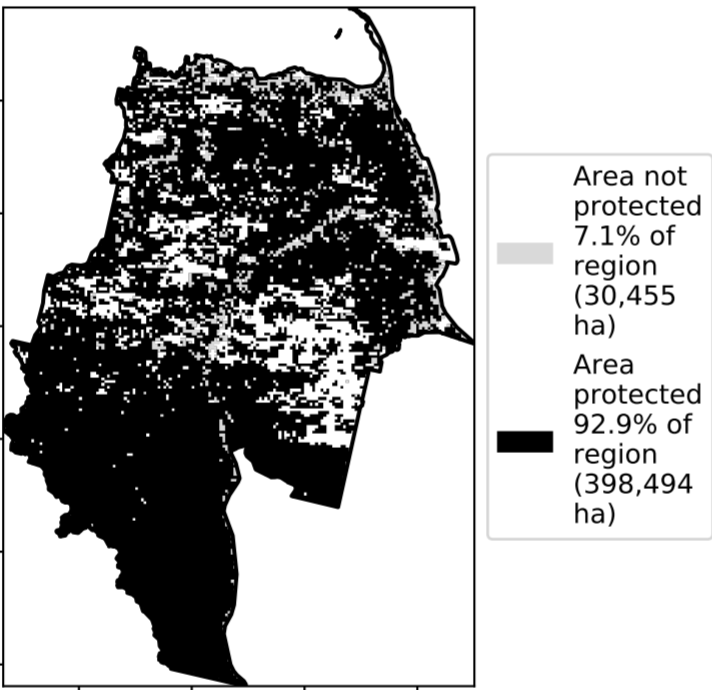 Area not
protected
7.1% of
region
(30,455
ha)
Area
protected
92.9% of
region
(398,494
ha)